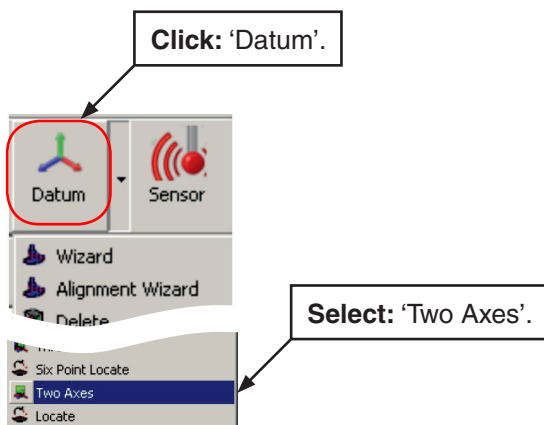 Click: ‘Datum’.
Datum
Sensor
Wizard
Alignment Wizard
Delete
Six Point Locate
Select: ‘Two Axes’.
Two Axes
Locate